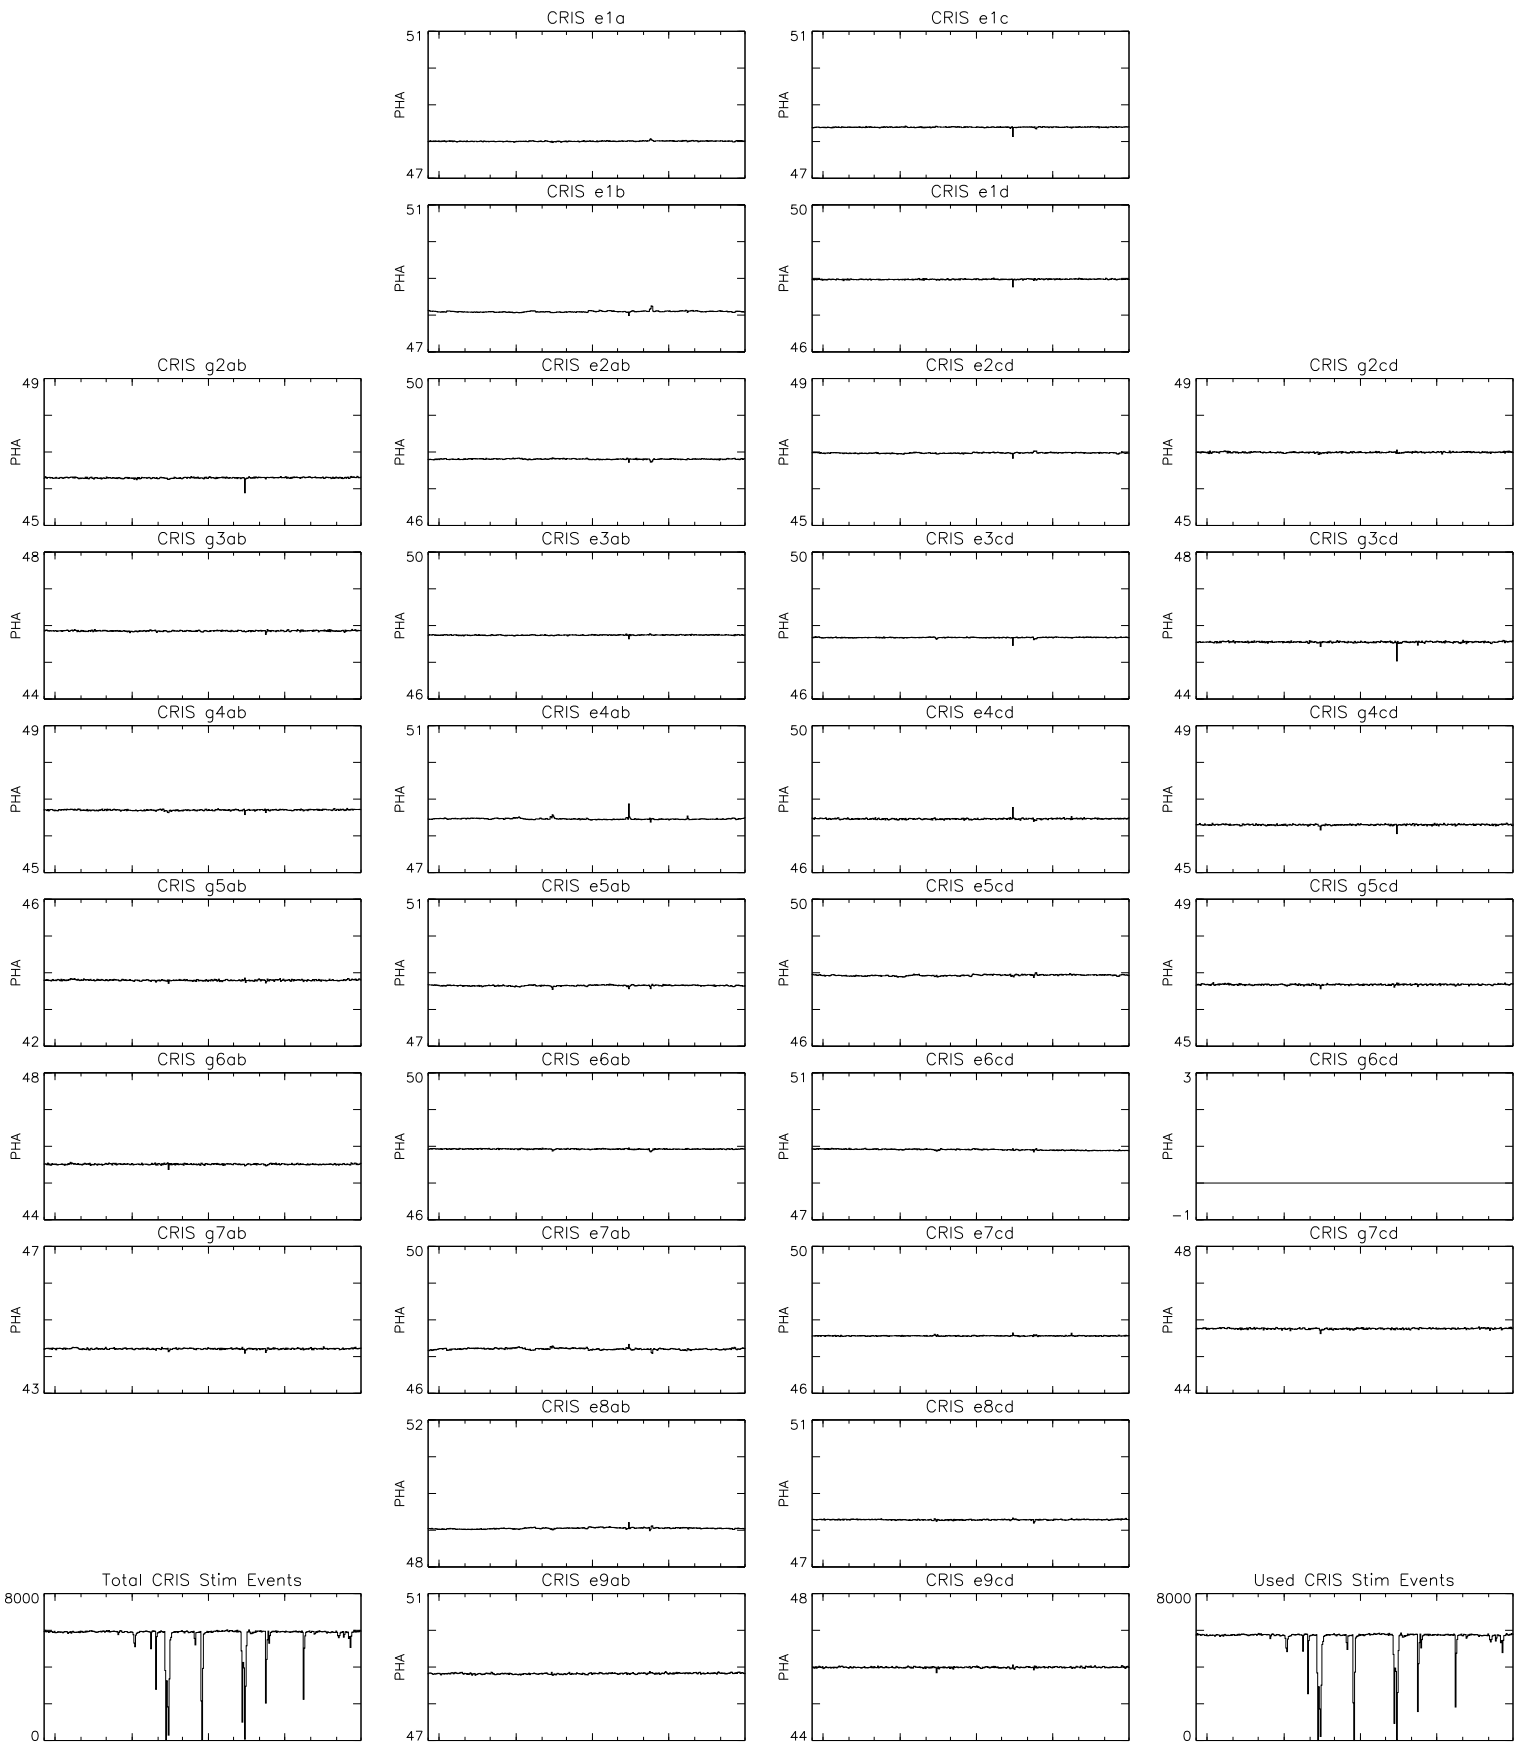 CRIS e1a
CRIS e1c
51
PHA
47
51
PHA
47
CRIS e1b
CRIS e1d
51
PHA
47
50
PHA
46
CRIS g2ab
CRIS e2ab
CRIS e2cd
CRIS g2cd
49
PHA
45
50
PHA
46
49
PHA
45
49
PHA
45
CRIS g3ab
CRIS e3ab
CRIS e3cd
CRIS g3cd
48
PHA
44
50
PHA
46
50
PHA
46
48
PHA
44
CRIS g4ab
CRIS e4ab
CRIS e4cd
CRIS g4cd
49
PHA
45
51
PHA
47
50
PHA
46
49
PHA
45
CRIS g5ab
CRIS e5ab
CRIS e5cd
CRIS g5cd
46
PHA
42
51
PHA
47
50
PHA
46
49
PHA
45
CRIS g6ab
CRIS e6ab
CRIS e6cd
CRIS g6cd
48
PHA
44
50
PHA
46
51
PHA
47
3
PHA
−1
CRIS g7ab
CRIS e7ab
CRIS e7cd
CRIS g7cd
47
PHA
43
50
PHA
46
50
PHA
46
48
PHA
44
CRIS e8ab
CRIS e8cd
52
PHA
48
51
PHA
47
Total CRIS Stim Events
CRIS e9ab
CRIS e9cd
Used CRIS Stim Events
8000
0
51
PHA
47
48
PHA
44
8000
0